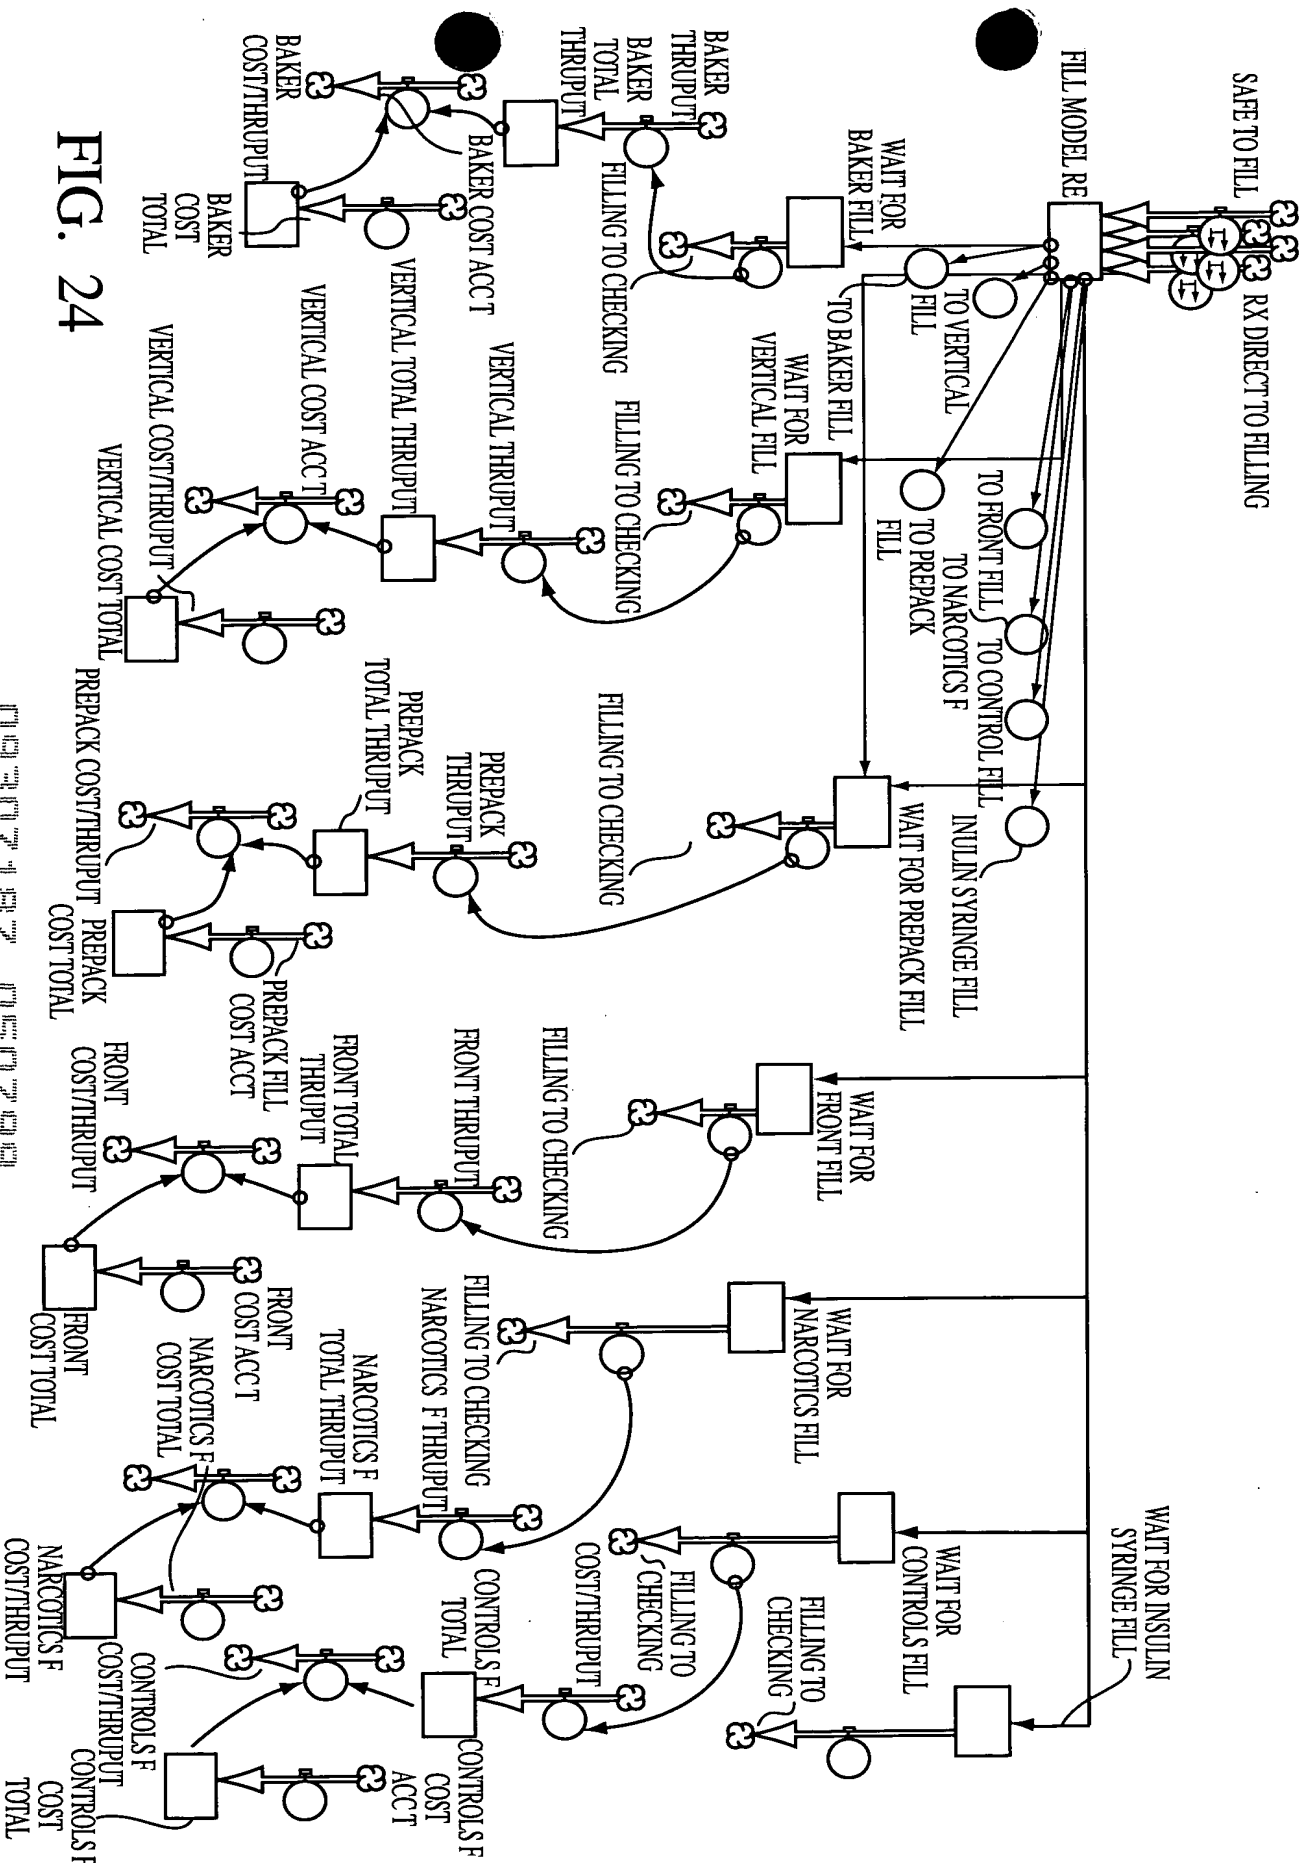 SAFE TO FILL
RX DIRECT TO FILLING
FILL MODEL RE
TO VERTICAL
FILL
TO BAKER FILL
TO PREPACK
FILL
TO FRONT FILL
TO NARCOTICS F
TO CONTROL FILL
INULIN SYRINGE FILL
WAIT FOR
BAKER FILL
WAIT FOR
VERTICAL FILL
WAIT FOR PREPACK FILL
WAIT FOR
FRONT FILL
WAIT FOR
NARCOTICS FILL
WAIT FOR
CONTROLS FILL
WAIT FOR INSULIN
SYRINGE FILL
BAKER
THRUPUT
BAKER
TOTAL
THRUPUT
FILLING TO CHECKING
BAKER COST ACC T
BAKER
COST/THRUPUT
BAKER
COST
TOTAL
FILLING TO CHECKING
VERTICAL THRUPUT
VERTICAL TOTAL THRUPUT
VERTICAL COST ACC T
VERTICAL COST/THRUPUT
VERTICAL COST TOTAL
FILLING TO CHECKING
PREPACK
THRUPUT
PREPACK
TOTAL THRUPUT
PREPACK COST/THRUPUT
PREPACK
COST TOTAL
PREPACK FILL
COST ACCT
FILLING TO CHECKING
FRONT THRUPUT
FRONT TOTAL
THRUPUT
FRONT
COST/THRUPUT
FRONT
COST ACC T
FRONT
COST TOTAL
FILLING TO CHECKING
NARCOTICS F THRUPUT
NARCOTICS F
TOTAL THRUPUT
NARCOTICS F
COST TOTAL
NARCOTICS F
COST/THRUPUT
FILLING TO
CHECKING
COST/THRUPUT
CONTROLS F
TOTAL
CONTROLS F
COST
ACC T
CONTROLS F
COST/THRUPUT
CONTROLS F
COST
TOTAL
FILLING TO
CHECKING
FIG. 24